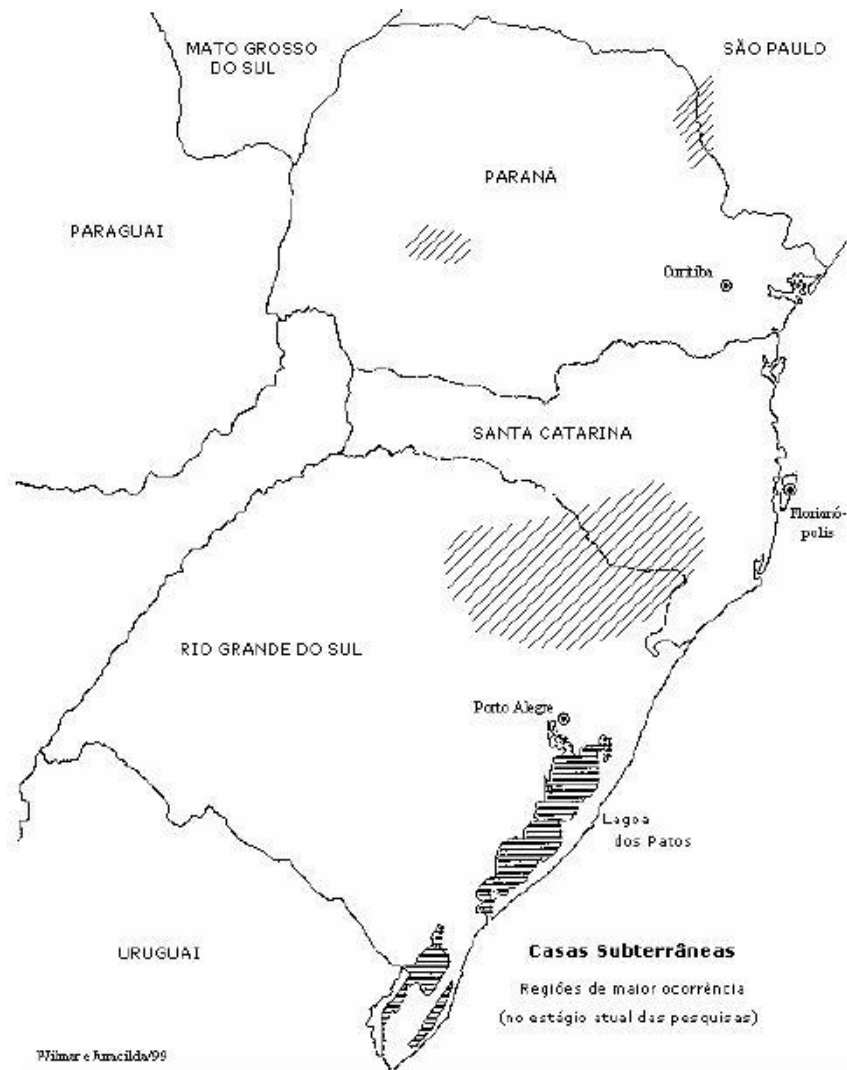 MATO GROSSO
DO SUL
SÃO PAULO
PARANÁ
PARAGUAI
Curitiba
SANTA CATARINA
Florianó-
polis
RIO GRANDE DO SUL
Porto Alegre
Lagoa
dos Patos
URUGUAI
Casas Subterrâneas
Regiões de maior ocorrência
(no estágio atual das pesquisas)
Wilmar e Juracilda/99